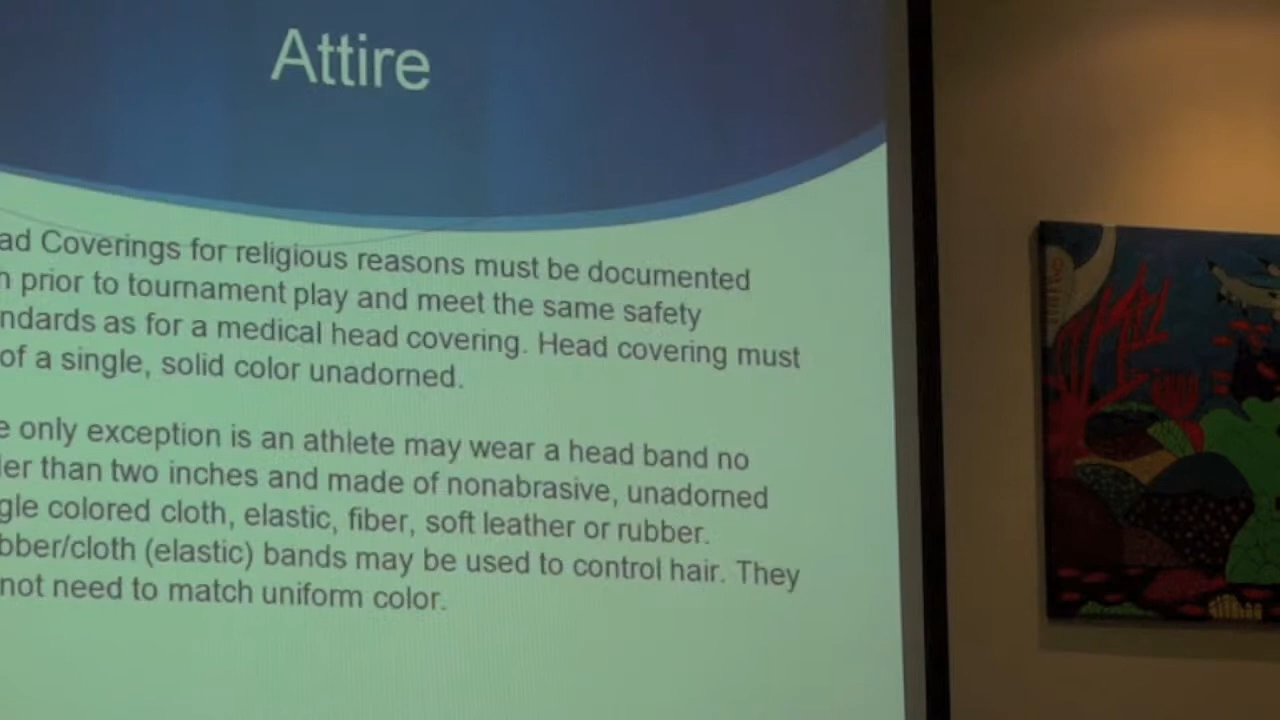 Attire
ad Coverings for religious reasons must be documented
prior to tournament play and meet the same safety
ndards as for a medical head covering. Head covering must
of a single, solid color unadorned.
e only exception is an athlete may wear a head band no
er than two inches and made of nonabrasive, unadorned
gle colored cloth, elastic, fiber, soft leather or rubber.
bber/cloth (elastic) bands may be used to control hair. They
not need to match uniform color.